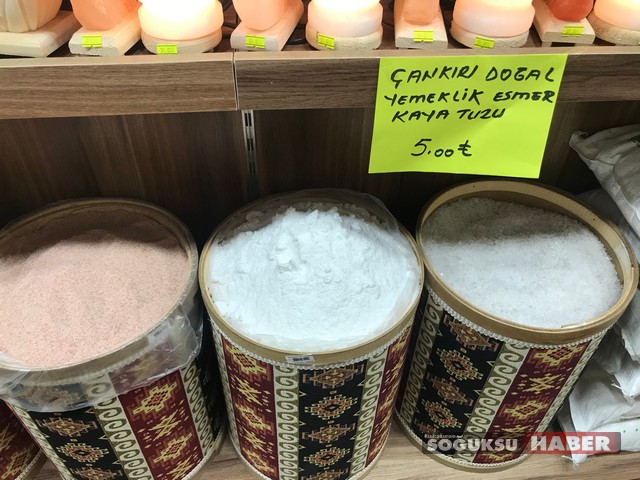 ÇANKIRI DOĞAL
YEMEKLİK ESMER
KAYA TUZU
5.00₺
SOĞUKSU HABER